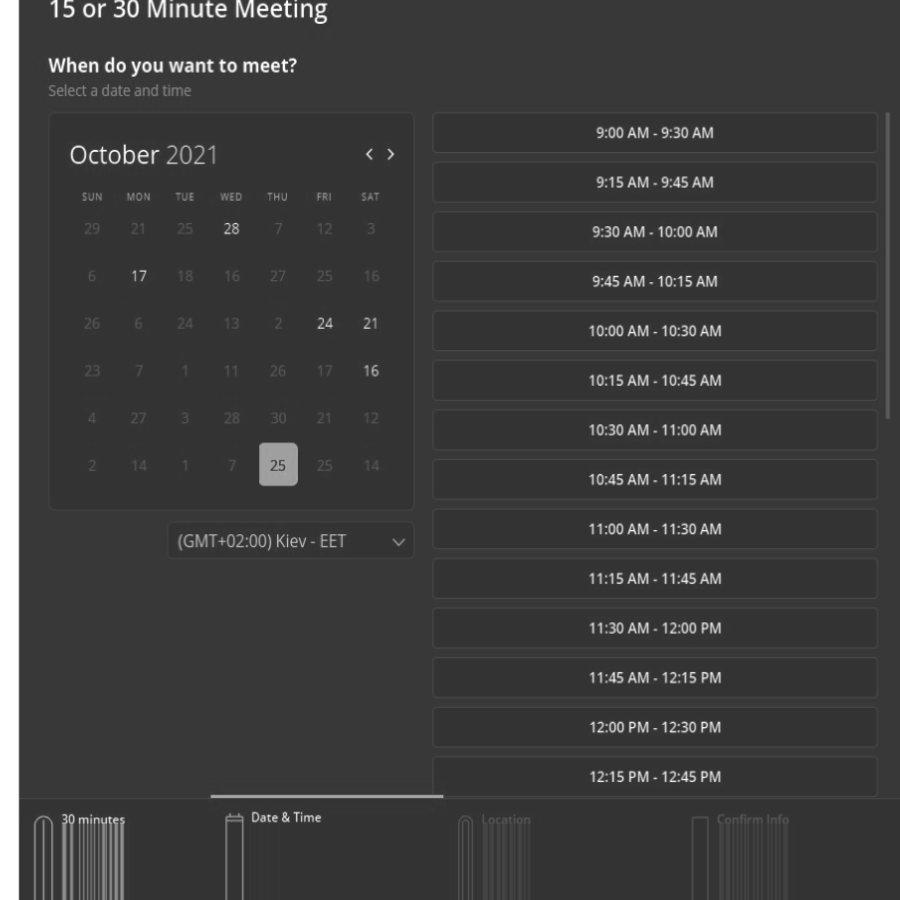 15 or 30 Minute Meeting
When do you want to meet?
Select a date and time
October 2021
SUN MON TUE WED THU FRI SAT
29 21 25 28 7 12 3
6 17 18 16 27 25 16
26 6 24 13 2 24 21
23 7 1 11 26 17 16
4 27 3 28 30 21 12
2 14 1 7 25 25 14
(GMT+02:00) Kiev - EET
9:00 AM - 9:30 AM
9:15 AM - 9:45 AM
9:30 AM - 10:00 AM
9:45 AM - 10:15 AM
10:00 AM - 10:30 AM
10:15 AM - 10:45 AM
10:30 AM - 11:00 AM
10:45 AM - 11:15 AM
11:00 AM - 11:30 AM
11:15 AM - 11:45 AM
11:30 AM - 12:00 PM
11:45 AM - 12:15 PM
12:00 PM - 12:30 PM
12:15 PM - 12:45 PM
30 minutes
Date & Time
Location
Confirm Info